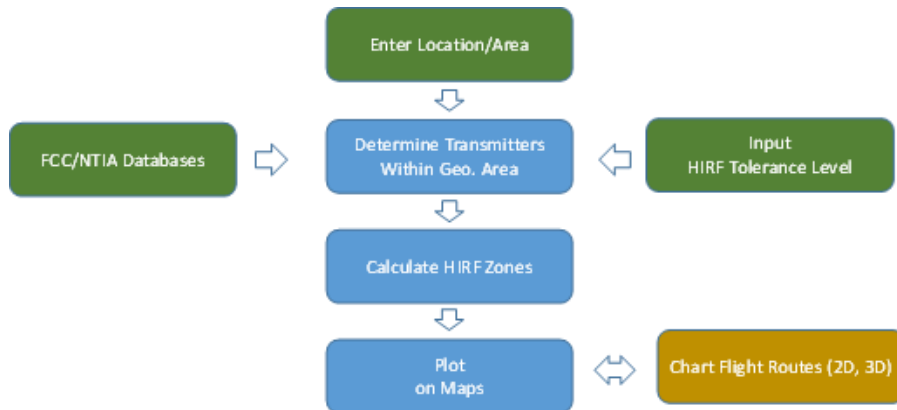 Enter Location/Area
FCC/NTIA Databases
Determine Transmitters
Within Geo. Area
Input
HIRF Tolerance Level
Calculate HIRF Zones
Plot
on Maps
Chart Flight Routes (2D, 3D)